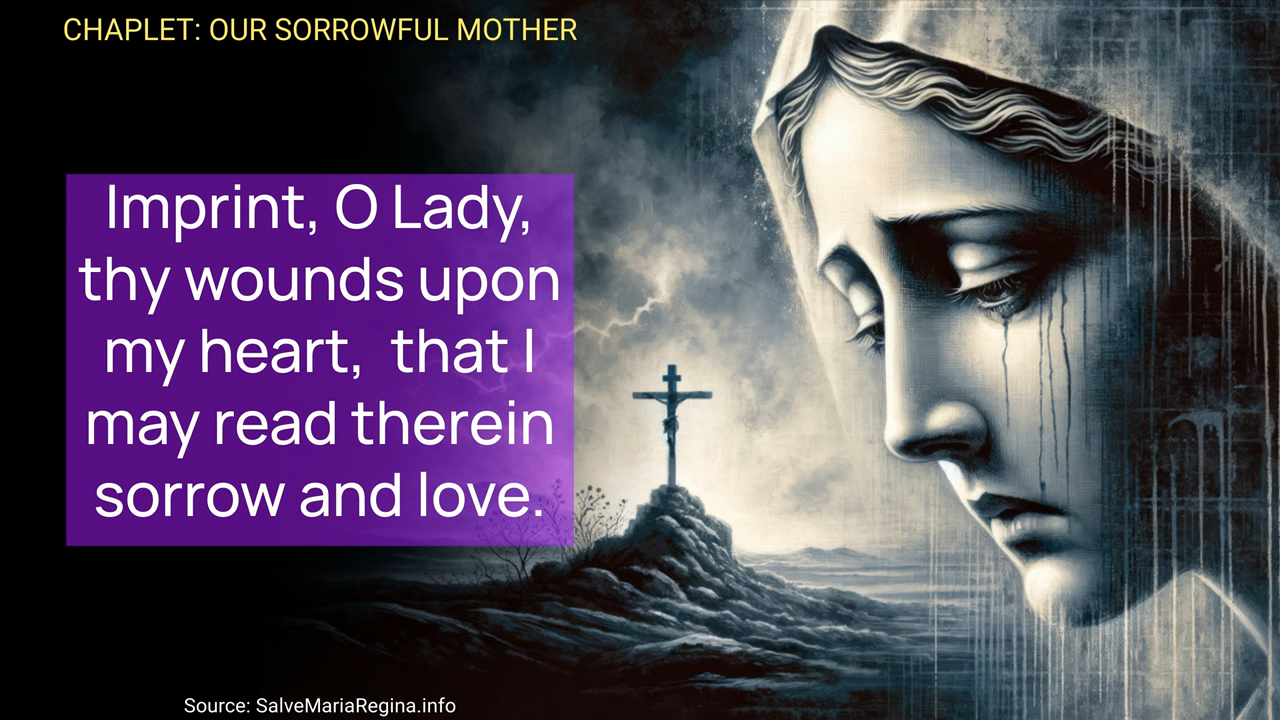 CHAPLET: OUR SORROWFUL MOTHER
Imprint, O Lady,
thy wounds upon
my heart,  that I
may read therein
sorrow and love.
Source: SalveMariaRegina.info